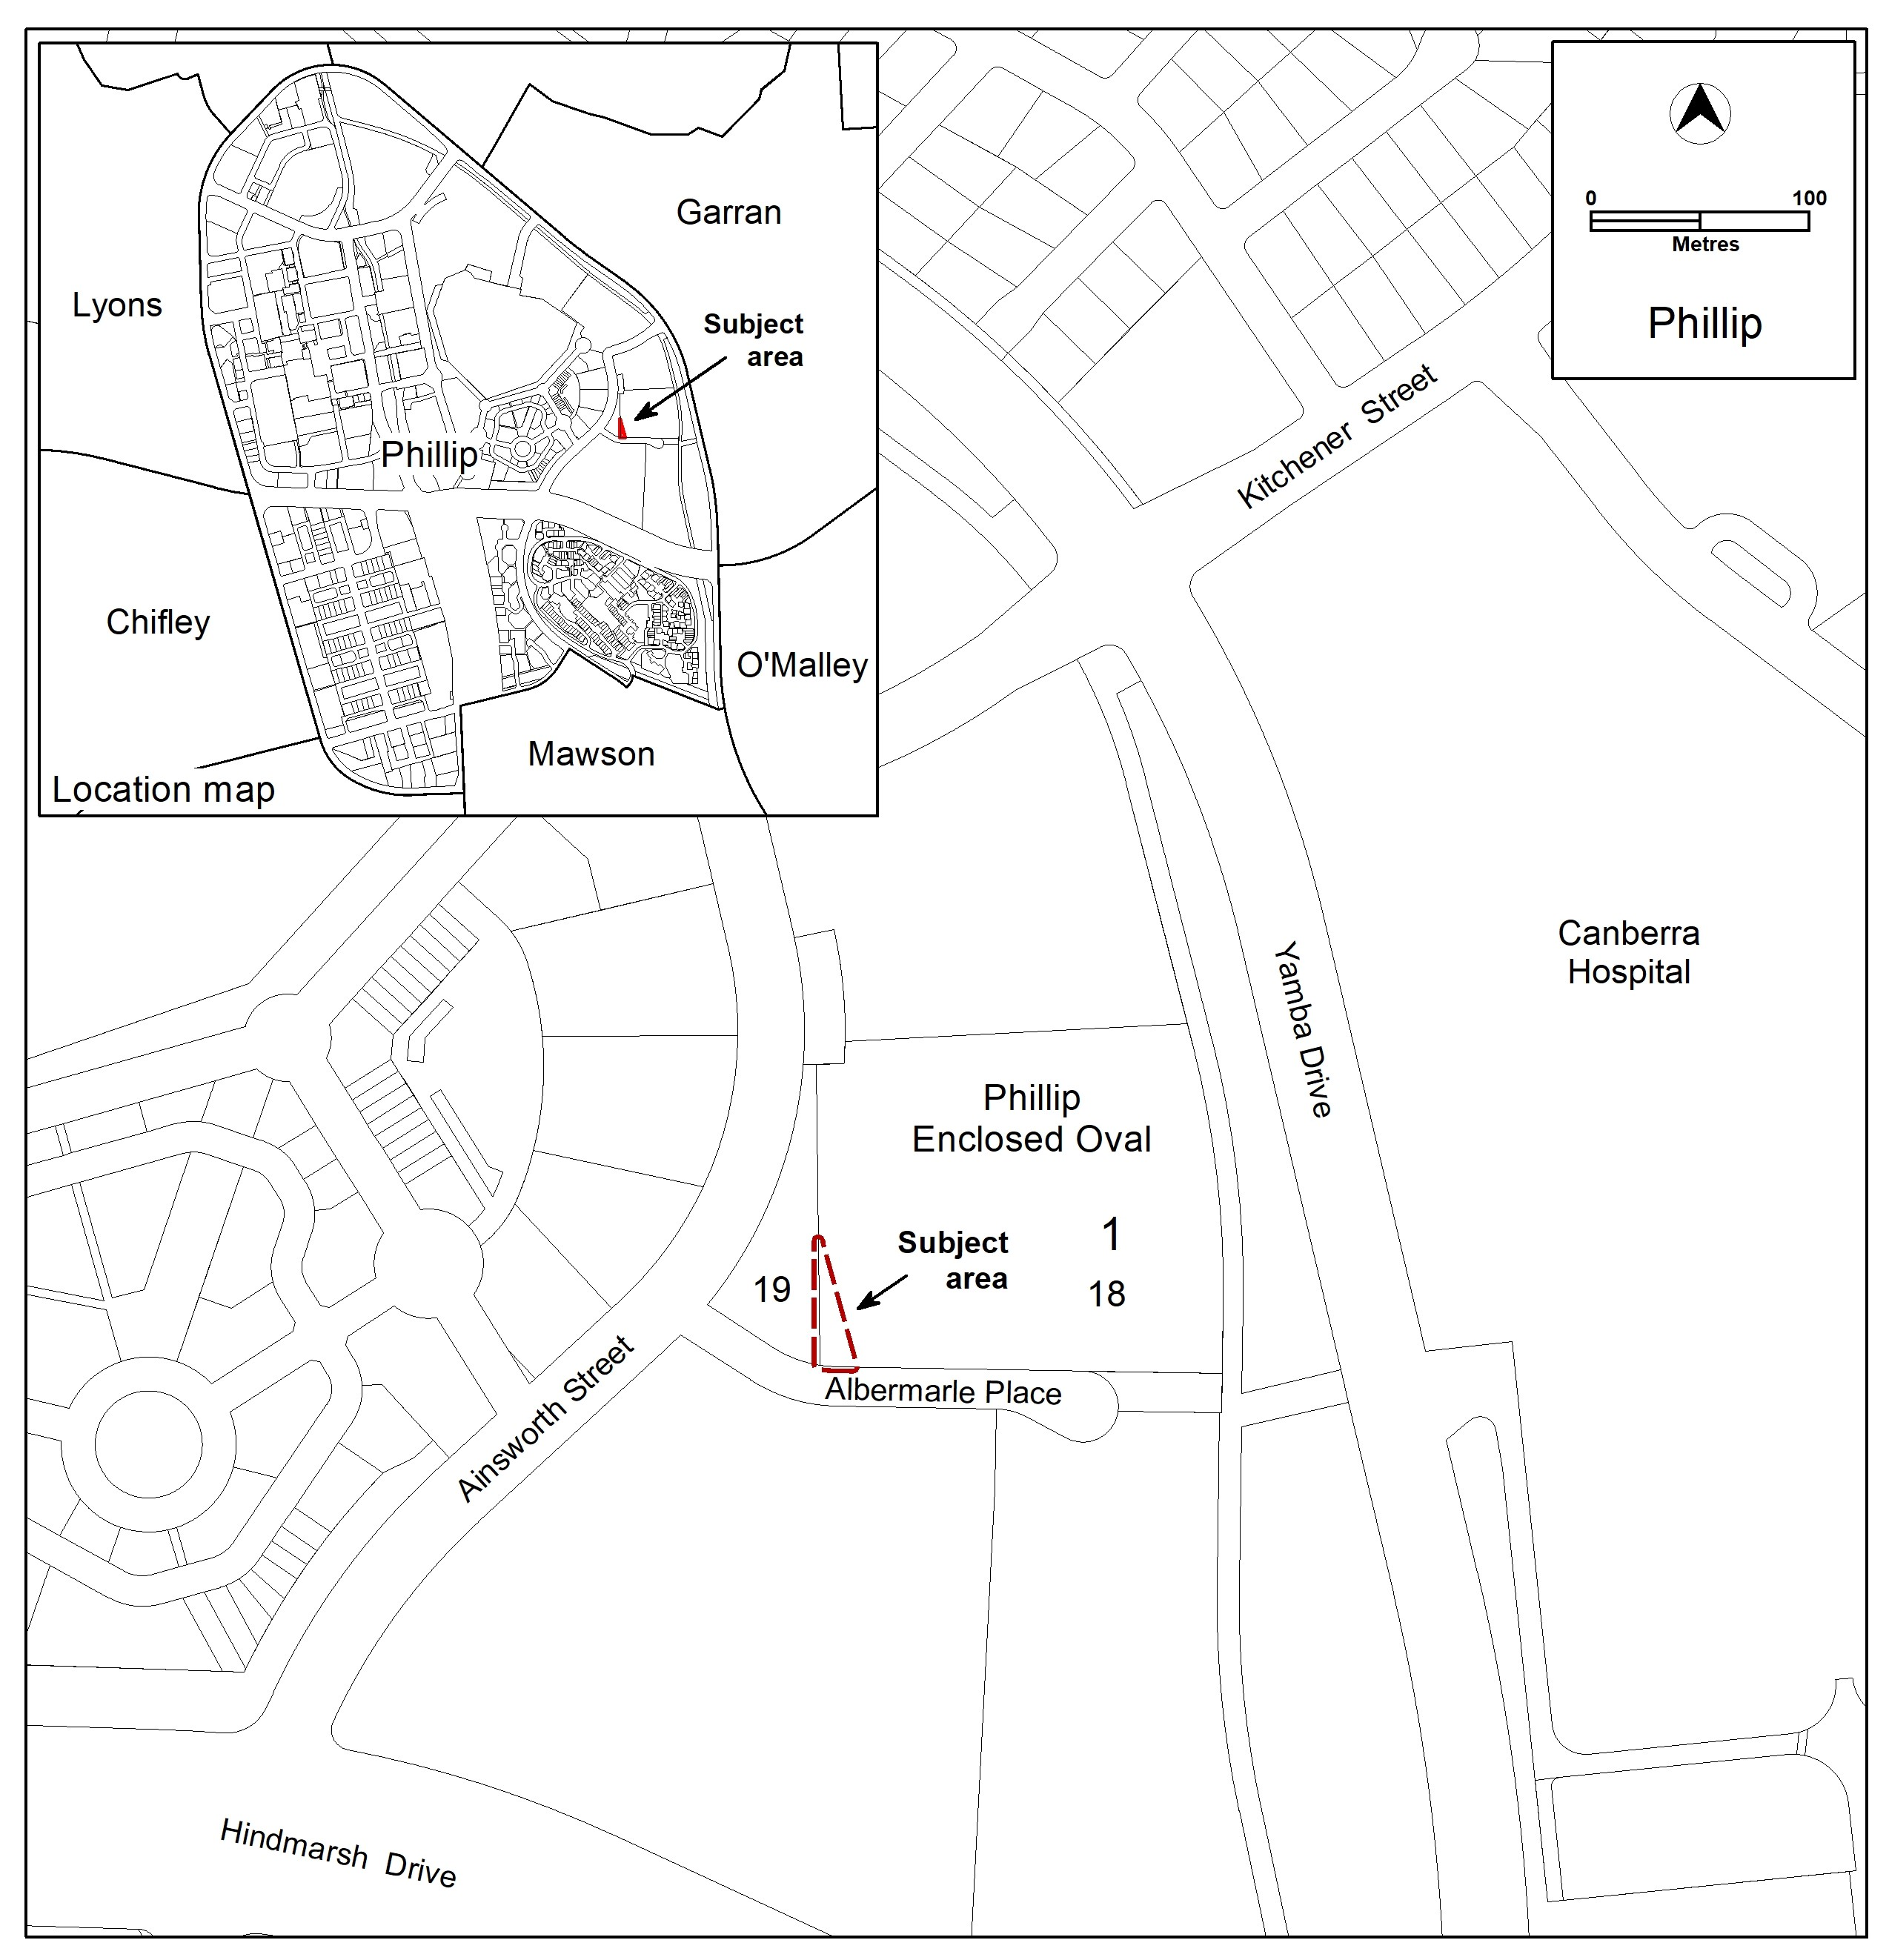 Garran
Lyons
Subject
area
Phillip
Chifley
O'Malley
Mawson
Location map
0 100
Metres
Phillip
Kitchener Street
Canberra
Hospital
Yamba Drive
Phillip
Enclosed Oval
1
Subject
area
19
18
Albermarle Place
Ainsworth Street
Hindmarsh Drive